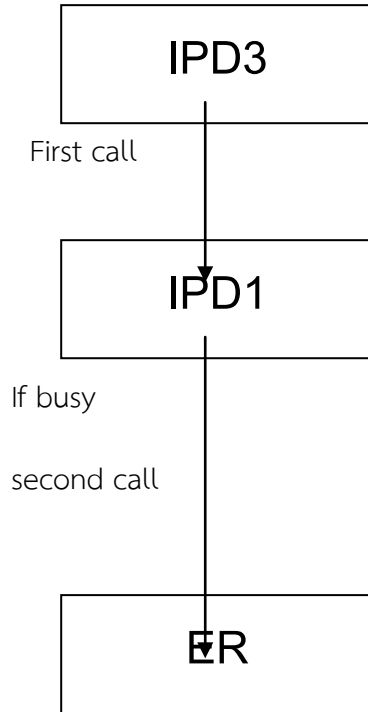 IPD3
First call
IPD1
If busy
second call
ER